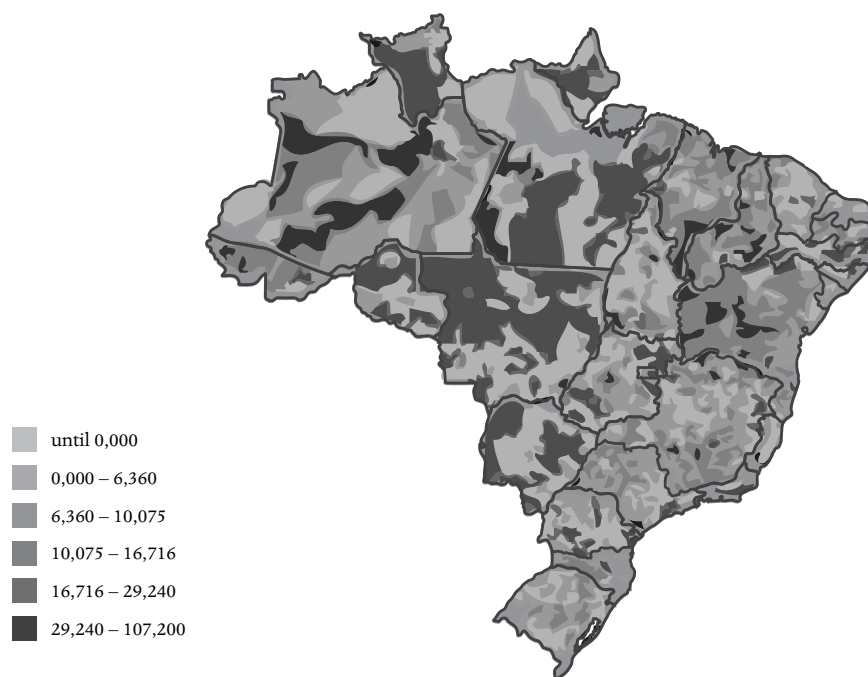 until 0,000
0,000 – 6,360
6,360 – 10,075
10,075 – 16,716
16,716 – 29,240
29,240 – 107,200